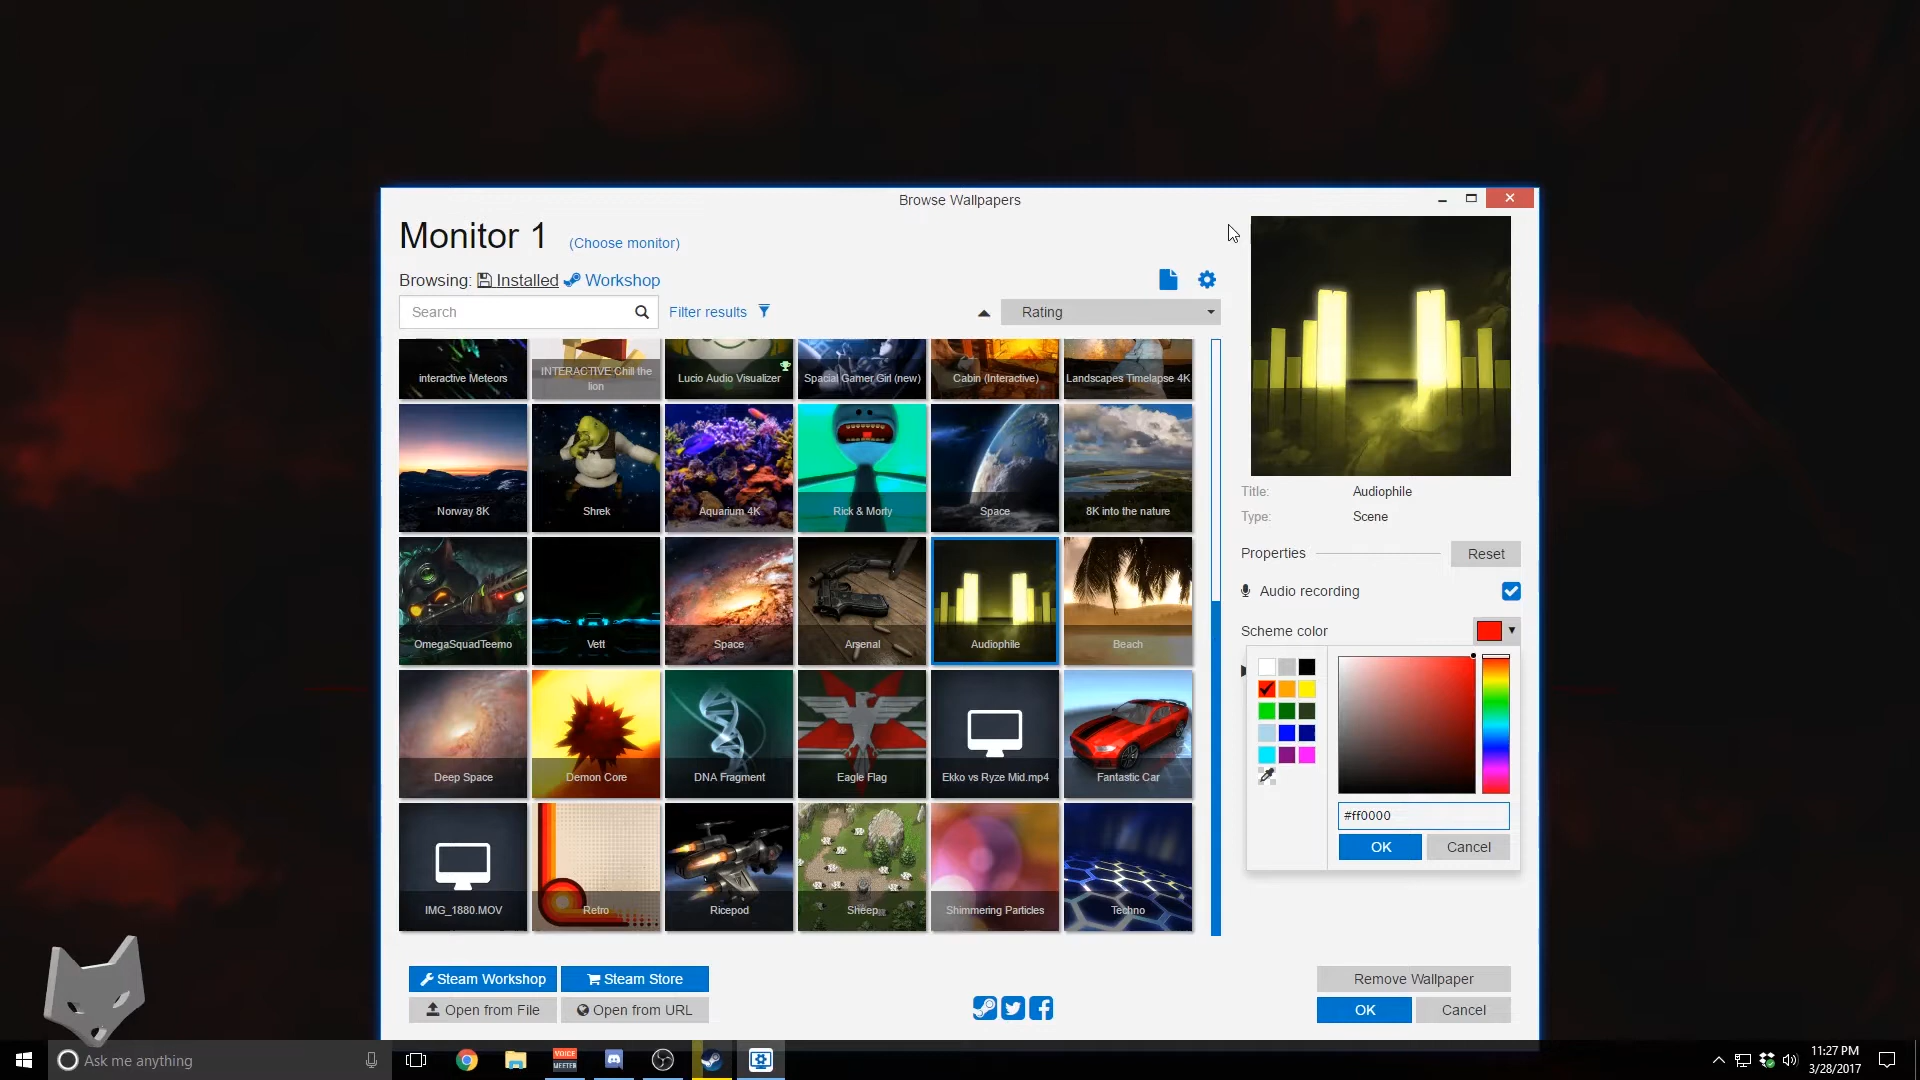 Browse Wallpapers
Monitor 1 (Choose monitor)
Browsing: Installed Workshop
Search
Filter results
Rating
interactive Meteors
INTERACTIVE Chill the
lion
Lucio Audio Visualizer
Spacial Gamer Girl (new)
Cabin (Interactive)
Landscapes Timelapse 4K
Norway 8K
Shrek
Aquarium 4K
Rick & Morty
Space
8K into the nature
OmegaSquadTeemo
Vett
Space
Arsenal
Audiophile
Beach
Deep Space
Demon Core
DNA Fragment
Eagle Flag
Ekko vs Ryze Mid.mp4
Fantastic Car
IMG_1880.MOV
Retro
Ricepod
Sheep
Shimmering Particles
Techno
Title: Audiophile
Type: Scene
Properties
Reset
Audio recording
Scheme color
#ff0000
OK
Cancel
Steam Workshop
Steam Store
Open from File
Open from URL
Remove Wallpaper
OK
Cancel
Ask me anything
VOICE
MEETER
11:27 PM
3/28/2017